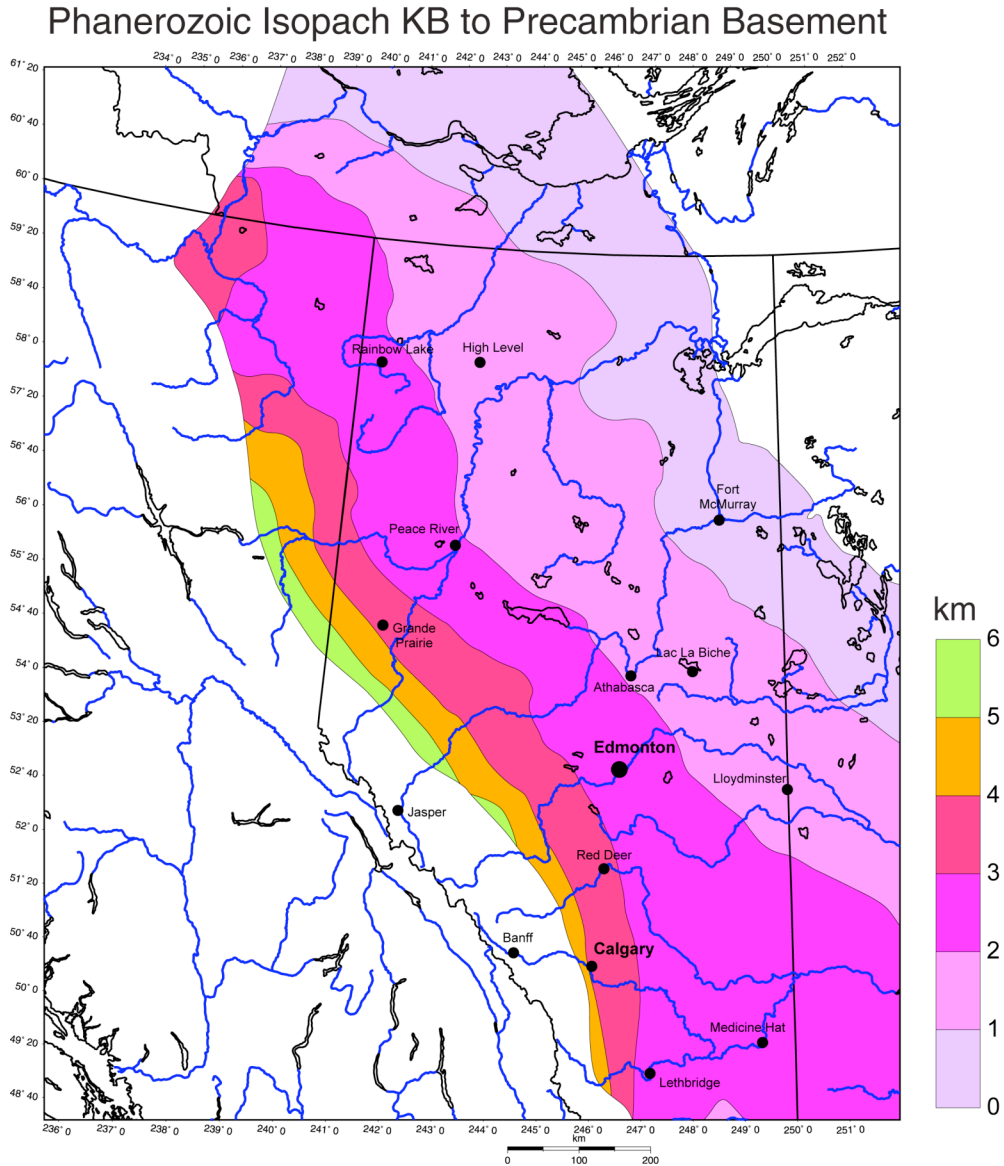 Phanerozoic Isopach KB to Precambrian Basement
234° 0 235° 0 236° 0 237° 0 238° 0 239° 0 240° 0 241° 0 242° 0 243° 0 244° 0 245° 0 246° 0 247° 0 248° 0 249° 0 250° 0 252° 0
61° 20
60° 40
60° 0
59° 20
58° 40
58° 0
57° 20
56° 40
56° 0
55° 20
54° 40
54° 0
53° 20
52° 40
52° 0
51° 20
50° 40
50° 0
49° 20
48° 40
Rainbow Lake
High Level
Fort
McMurray
Peace River
Grande
Prairie
Lac La Biche
Athabasca
Edmonton
Lloydminster
Jasper
Red Deer
Banff
Calgary
Medicine Hat
Lethbridge
km
6
5
4
3
2
1
0
236° 0 237° 0 238° 0 239° 0 240° 0 241° 0 242° 0 243° 0 244° 0 245° 0 246° 0 247° 0 248° 0 249° 0 250° 0 251° 0
km
0 100 200